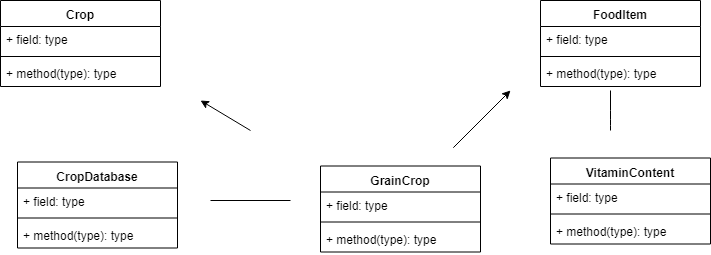 Crop
+ field: type
+ method(type): type
FoodItem
+ field: type
+ method(type): type
CropDatabase
+ field: type
+ method(type): type
GrainCrop
+ field: type
+ method(type): type
VitaminContent
+ field: type
+ method(type): type